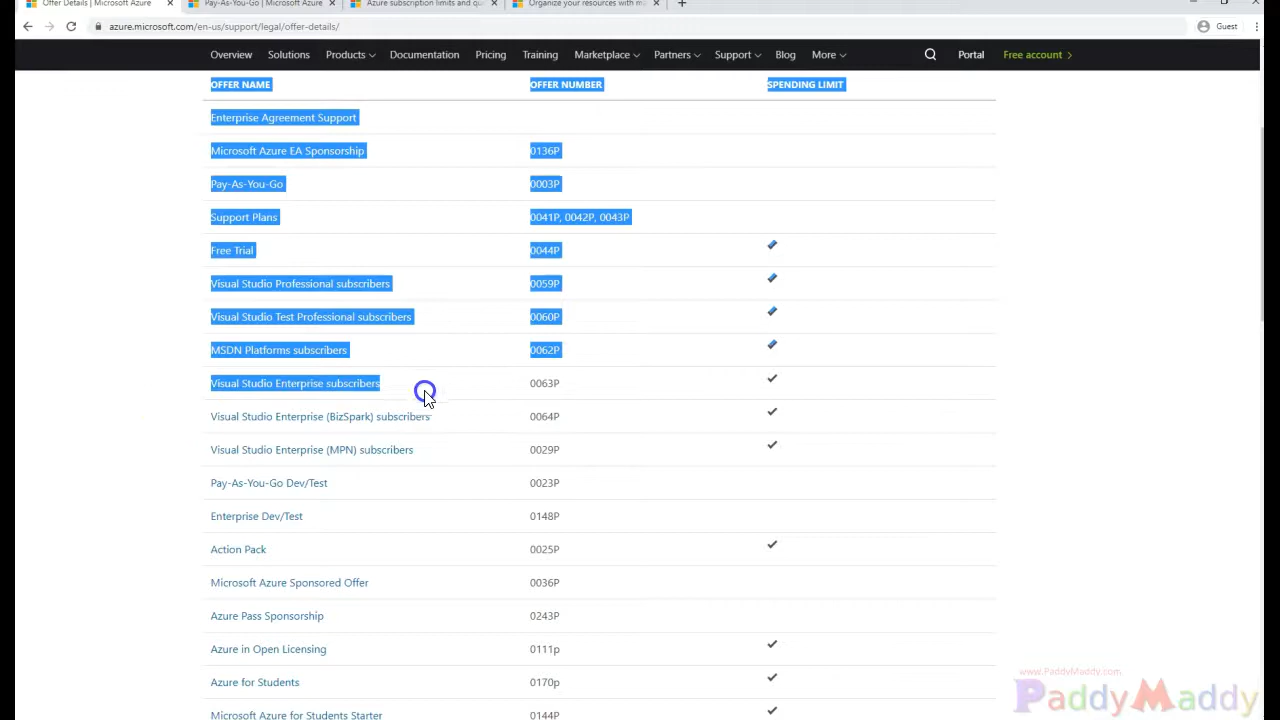 Offer Details | Microsoft Azure
Pay-As-You-Go | Microsoft Azure
Azure subscription limits and qu
Organize your resources with m
azure.microsoft.com/en-us/support/legal/offer-details/
Guest
Overview Solutions Products Documentation Pricing Training Marketplace Partners Support Blog More Portal Free account
OFFER NAME OFFER NUMBER SPENDING LIMIT
Enterprise Agreement Support
Microsoft Azure EA Sponsorship 0136P
Pay-As-You-Go 0003P
Support Plans 0041P, 0042P, 0043P
Free Trial 0044P
Visual Studio Professional subscribers 0059P
Visual Studio Test Professional subscribers 0060P
MSDN Platforms subscribers 0062P
Visual Studio Enterprise subscribers 0063P
Visual Studio Enterprise (BizSpark) subscribers 0064P
Visual Studio Enterprise (MPN) subscribers 0029P
Pay-As-You-Go Dev/Test 0023P
Enterprise Dev/Test 0148P
Action Pack 0025P
Microsoft Azure Sponsored Offer 0036P
Azure Pass Sponsorship 0243P
Azure in Open Licensing 0111p
Azure for Students 0170p
Microsoft Azure for Students Starter 0144P
www.PaddyMaddy.com
PaddyMaddy